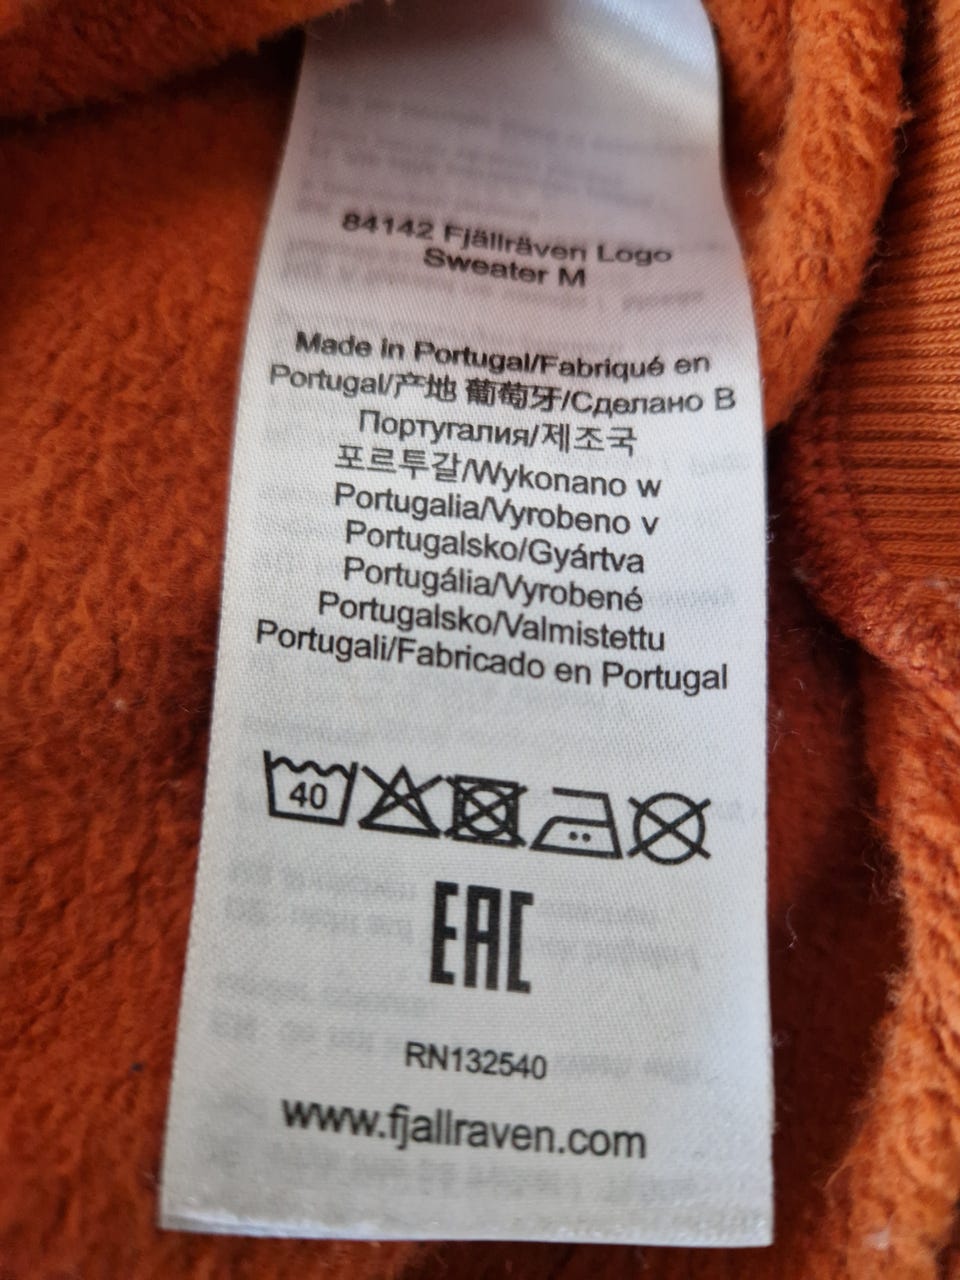 84142 Fjällräven Logo
Sweater M
Made in Portugal/Fabriqué en
Portugal/产地 葡萄牙/Сделано В
Португалия/제조국
포르투갈/Wykonano w
Portugalia/Vyrobeno v
Portugalsko/Gyártva
Portugália/Vyrobené
Portugalsko/Valmistettu
Portugali/Fabricado en Portugal
40
EAC
RN132540
www.fjallraven.com